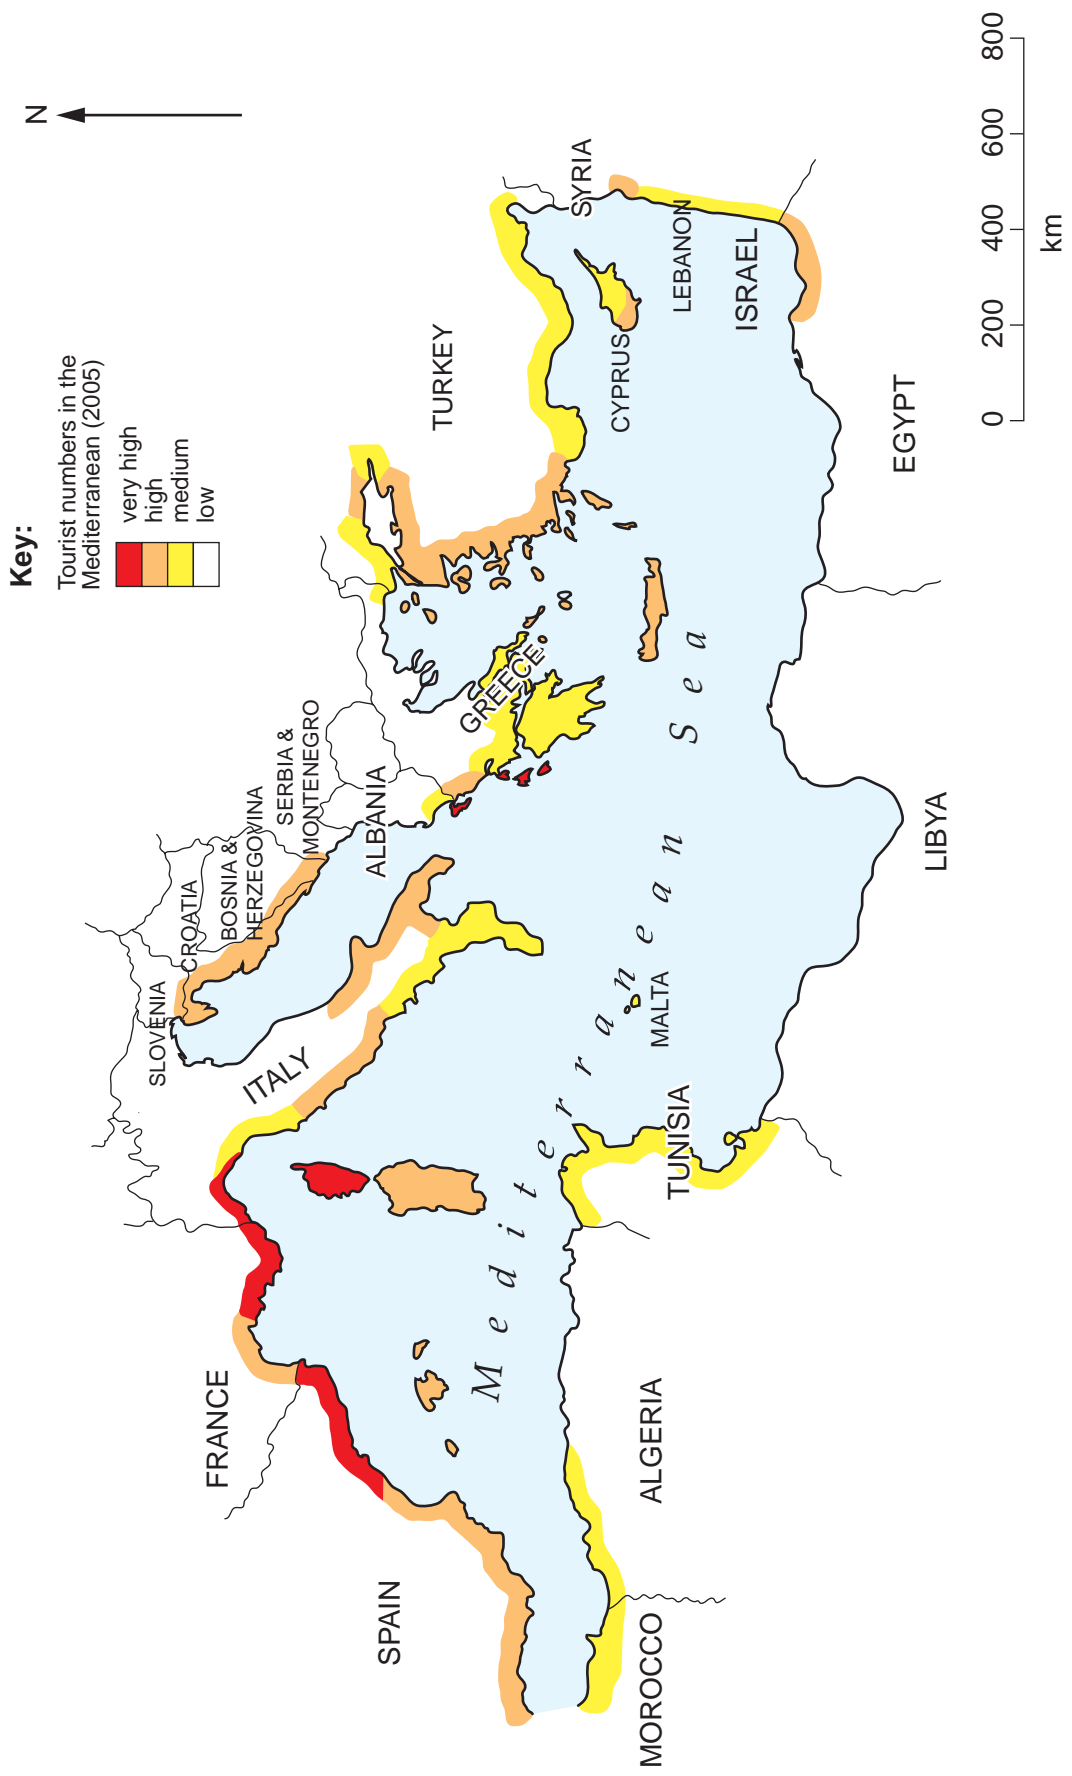 Key:
Tourist numbers in the
Mediterranean (2005)
very high
high
medium
low
N
SLOVENIA
CROATIA
BOSNIA &
HERZEGOVINA
SERBIA &
MONTENEGRO
FRANCE
ITALY
ALBANIA
GREECE
TURKEY
SPAIN
SYRIA
CYPRUS
LEBANON
ISRAEL
Mediterranean Sea
MALTA
TUNISIA
MOROCCO
ALGERIA
LIBYA
EGYPT
0 200 400 600 800
km